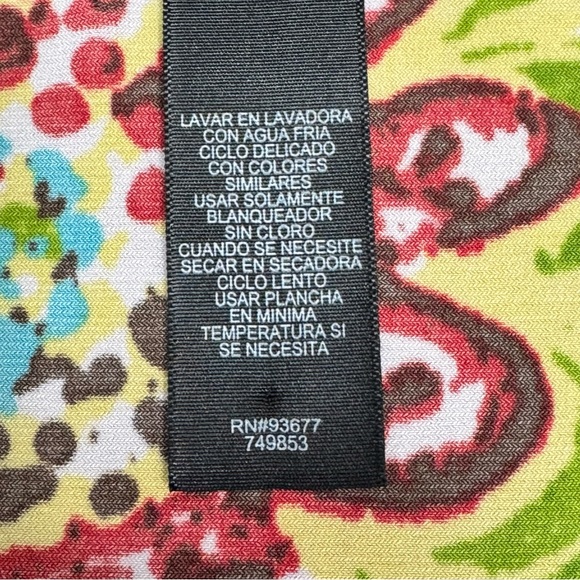 LAVAR EN LAVADORA
CON AGUA FRIA
CICLO DELICADO
CON COLORES
SIMILARES
USAR SOLAMENTE
BLANQUEADOR
SIN CLORO
CUANDO SE NECESITE
SECAR EN SECADORA
CICLO LENTO
USAR PLANCHA
EN MINIMA
TEMPERATURA SI
SE NECESITA
RN#93677
749853